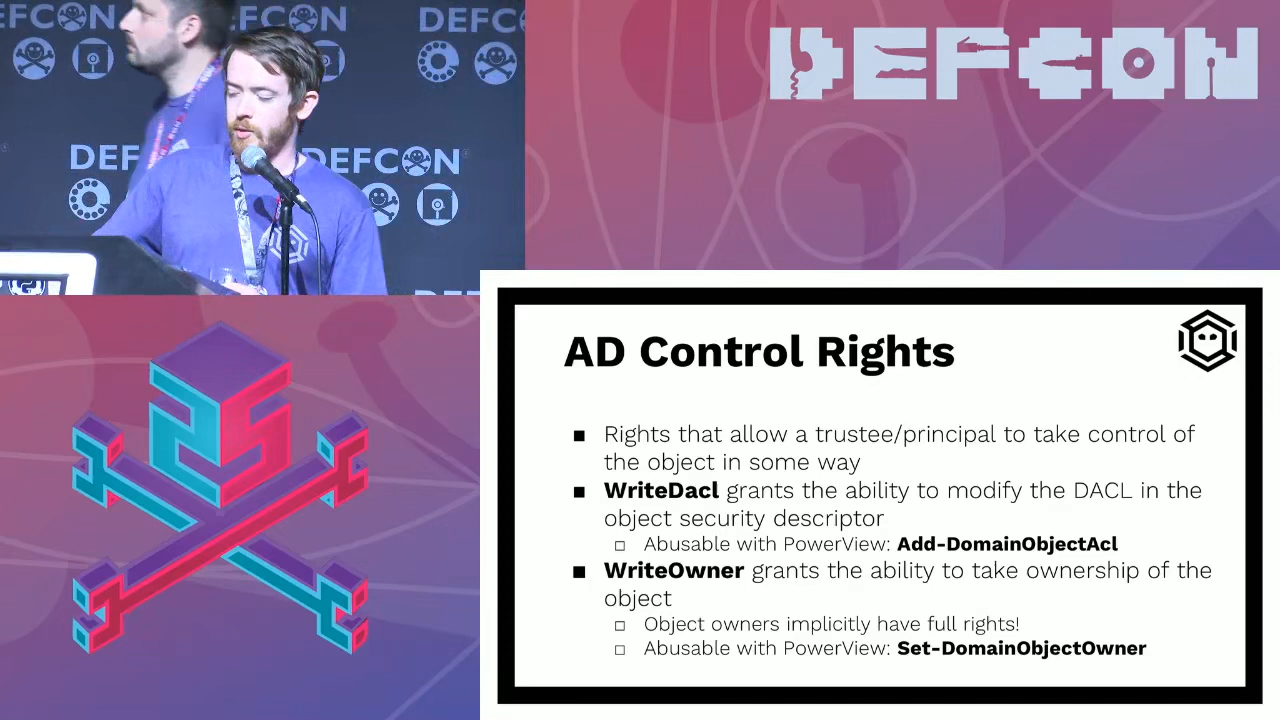 DEFCON
DEFCON
DEFCON
DEF
DEFCON
DEFCON
AD Control Rights
■ Rights that allow a trustee/principal to take control of
the object in some way
■ WriteDacl grants the ability to modify the DACL in the
object security descriptor
□ Abusable with PowerView: Add-DomainObjectAcl
■ WriteOwner grants the ability to take ownership of the
object
□ Object owners implicitly have full rights!
□ Abusable with PowerView: Set-DomainObjectOwner
25